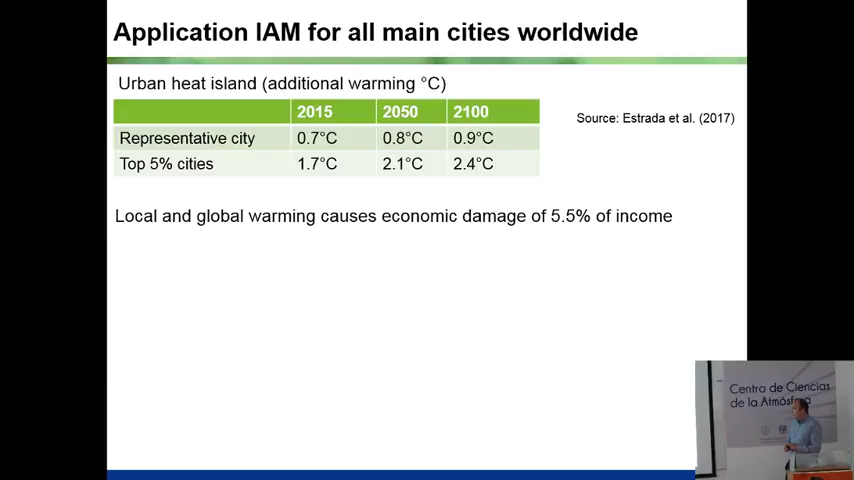 Application IAM for all main cities worldwide
Urban heat island (additional warming °C)
2015 2050 2100
Representative city 0.7°C 0.8°C 0.9°C
Top 5% cities 1.7°C 2.1°C 2.4°C
Source: Estrada et al. (2017)
Local and global warming causes economic damage of 5.5% of income
Centro de Ciencias
de la Atmósfera